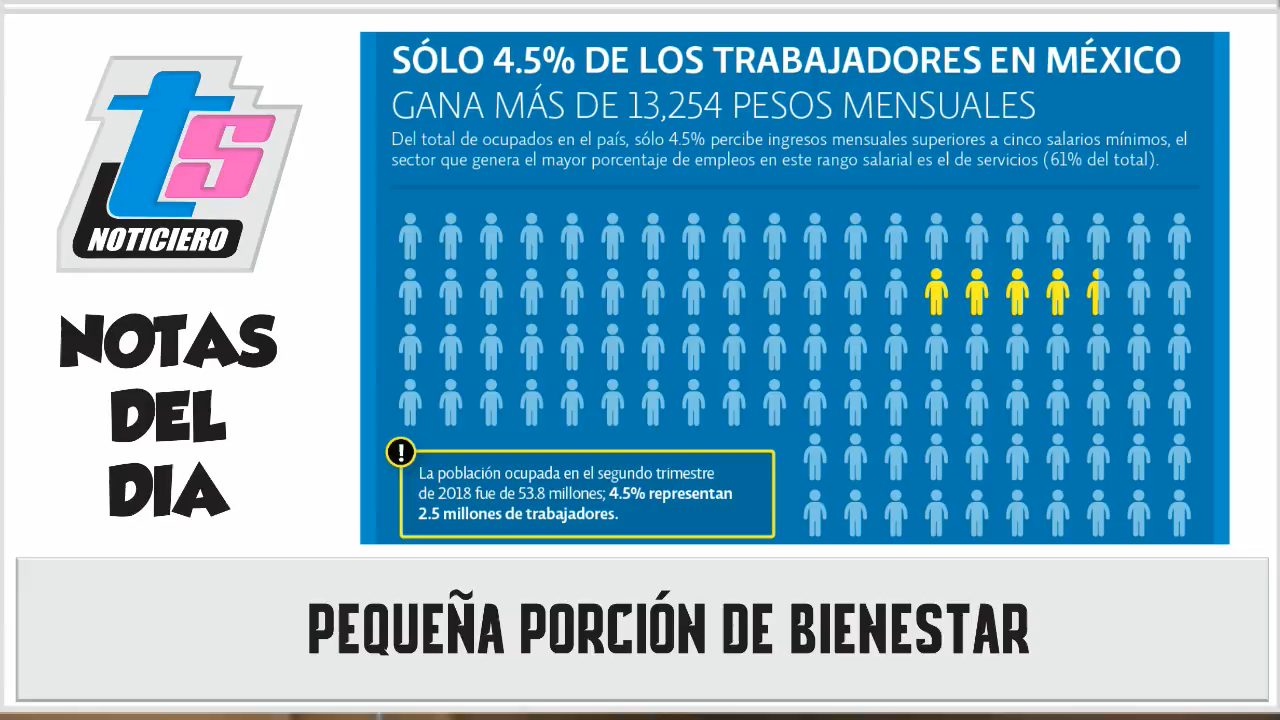 ts
NOTICIERO
NOTAS
DEL
DIA
SÓLO 4.5% DE LOS TRABAJADORES EN MÉXICO
GANA MÁS DE 13,254 PESOS MENSUALES
Del total de ocupados en el país, sólo 4.5% percibe ingresos mensuales superiores a cinco salarios mínimos, el
sector que genera el mayor porcentaje de empleos en este rango salarial es el de servicios (61% del total).
!
La población ocupada en el segundo trimestre
de 2018 fue de 53.8 millones; 4.5% representan
2.5 millones de trabajadores.
PEQUEÑA PORCIÓN DE BIENESTAR